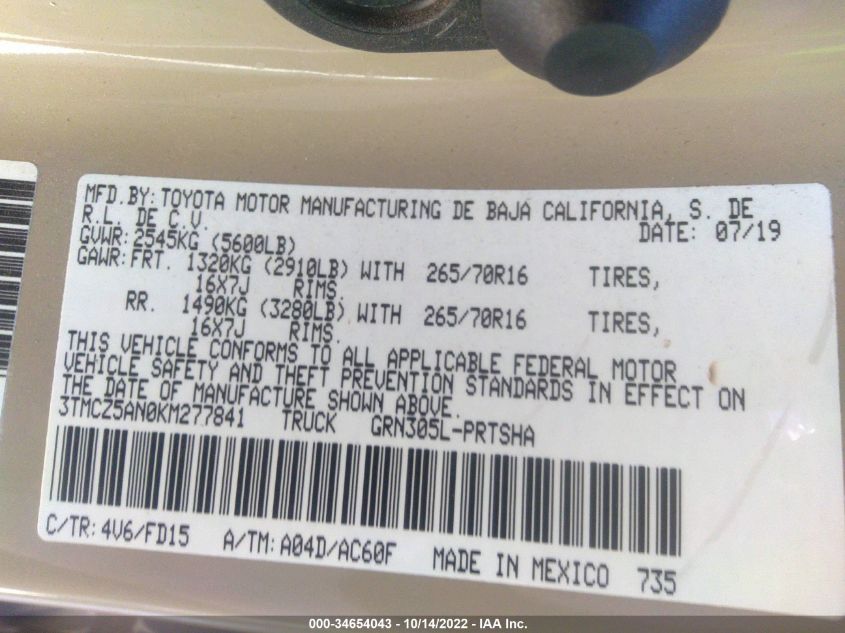 MFD.BY: TOYOTA MOTOR MANUFACTURING DE BAJA CALIFORNIA, S. DE
R.L. DE C.V. DATE: 07/19
GVWR: 2545KG (5600LB)
GAWR: FRT. 1320KG (2910LB) WITH 265/70R16 TIRES,
16X7J RIMS.
RR. 1490KG (3280LB) WITH 265/70R16 TIRES,
16X7J RIMS.
THIS VEHICLE CONFORMS TO ALL APPLICABLE FEDERAL MOTOR
VEHICLE SAFETY AND THEFT PREVENTION STANDARDS IN EFFECT ON
THE DATE OF MANUFACTURE SHOWN ABOVE.
3TMCZ5AN0KM277841 TRUCK GRN305L-PRTSHA
C/TR: 4V6/FD15 A/TM: A04D/AC60F MADE IN MEXICO 735
000-34654043 - 10/14/2022 - IAA Inc.